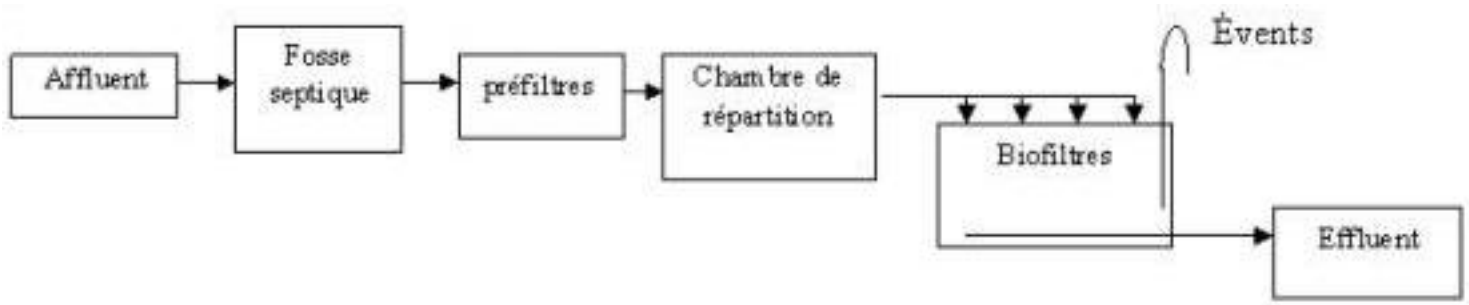 Affluent
Fosse
septique
préfiltres
Chambre de
répartition
Évents
Biofiltres
Effluent